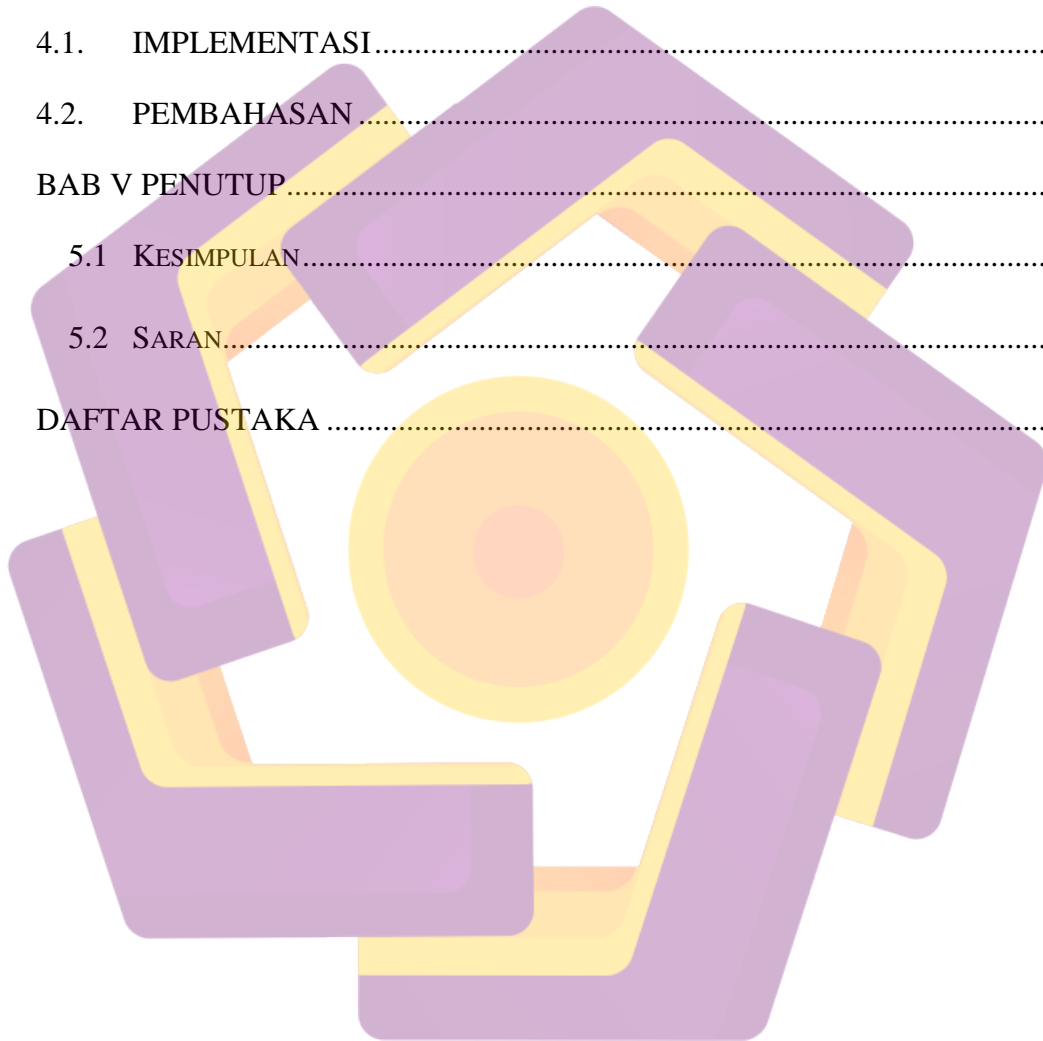 4.1. IMPLEMENTASI........................................................................
4.2. PEMBAHASAN........................................................................
BAB V PENUTUP........................................................................
5.1 KESIMPULAN........................................................................
5.2 SARAN........................................................................
DAFTAR PUSTAKA........................................................................